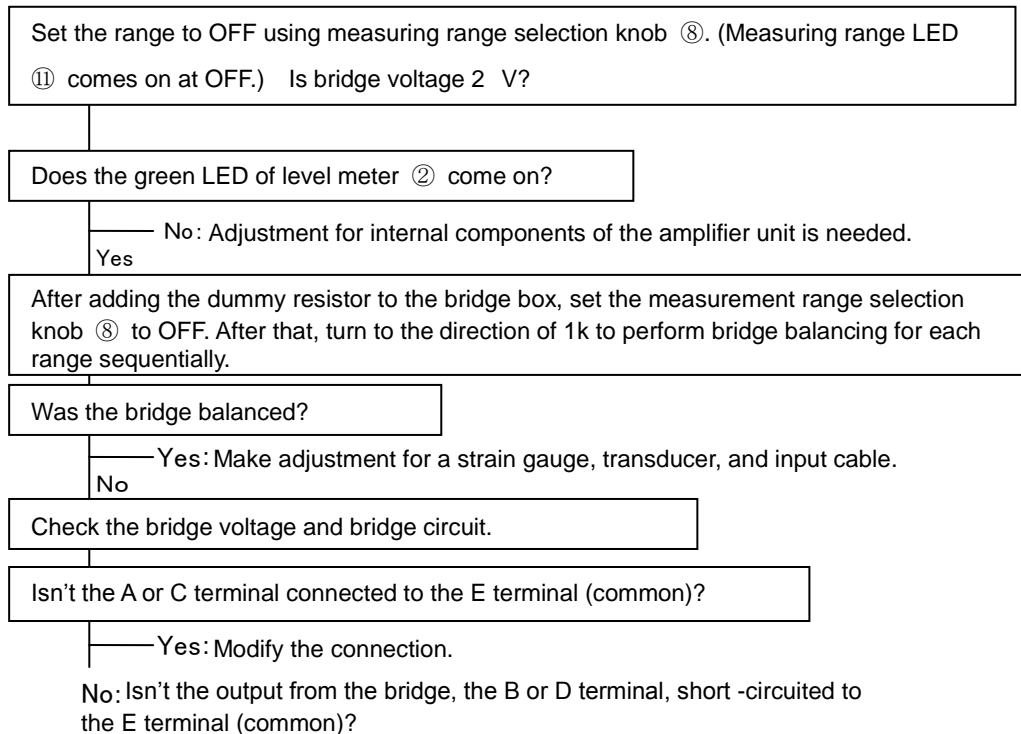 Set the range to OFF using measuring range selection knob ⑧. (Measuring range LED
⑪ comes on at OFF.) Is bridge voltage 2 V?
Does the green LED of level meter ② come on?
No: Adjustment for internal components of the amplifier unit is needed.
Yes
After adding the dummy resistor to the bridge box, set the measurement range selection
knob ⑧ to OFF. After that, turn to the direction of 1k to perform bridge balancing for each
range sequentially.
Was the bridge balanced?
Yes: Make adjustment for a strain gauge, transducer, and input cable.
No
Check the bridge voltage and bridge circuit.
Isn’t the A or C terminal connected to the E terminal (common)?
Yes: Modify the connection.
No: Isn’t the output from the bridge, the B or D terminal, short -circuited to
the E terminal (common)?